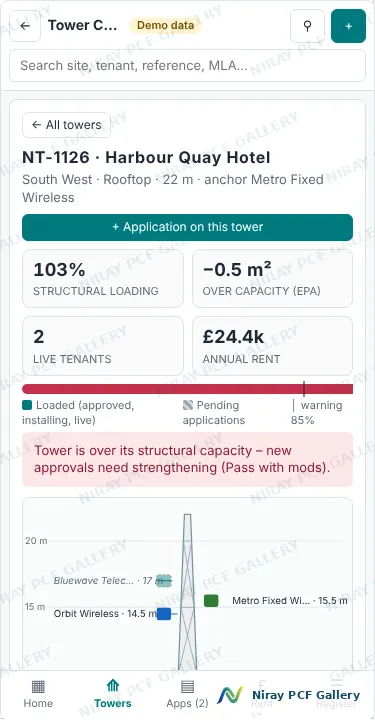 ← Tower C... Demo data +
Search site, tenant, reference, MLA...
← All towers
NT-1126 · Harbour Quay Hotel
South West · Rooftop · 22 m · anchor Metro Fixed
Wireless
+ Application on this tower
103%
STRUCTURAL LOADING
−0.5 m²
OVER CAPACITY (EPA)
2
LIVE TENANTS
£24.4k
ANNUAL RENT
Loaded (approved,
installing, live)
Pending
applications
warning
85%
Tower is over its structural capacity – new
approvals need strengthening (Pass with mods).
20 m
Bluewave Telec... · 17 m
Metro Fixed Wi... · 15.5 m
15 m
Orbit Wireless · 14.5 m
Home
Towers
Apps (2)
Register
Niray PCF Gallery
NIRAY PCF GALLERY